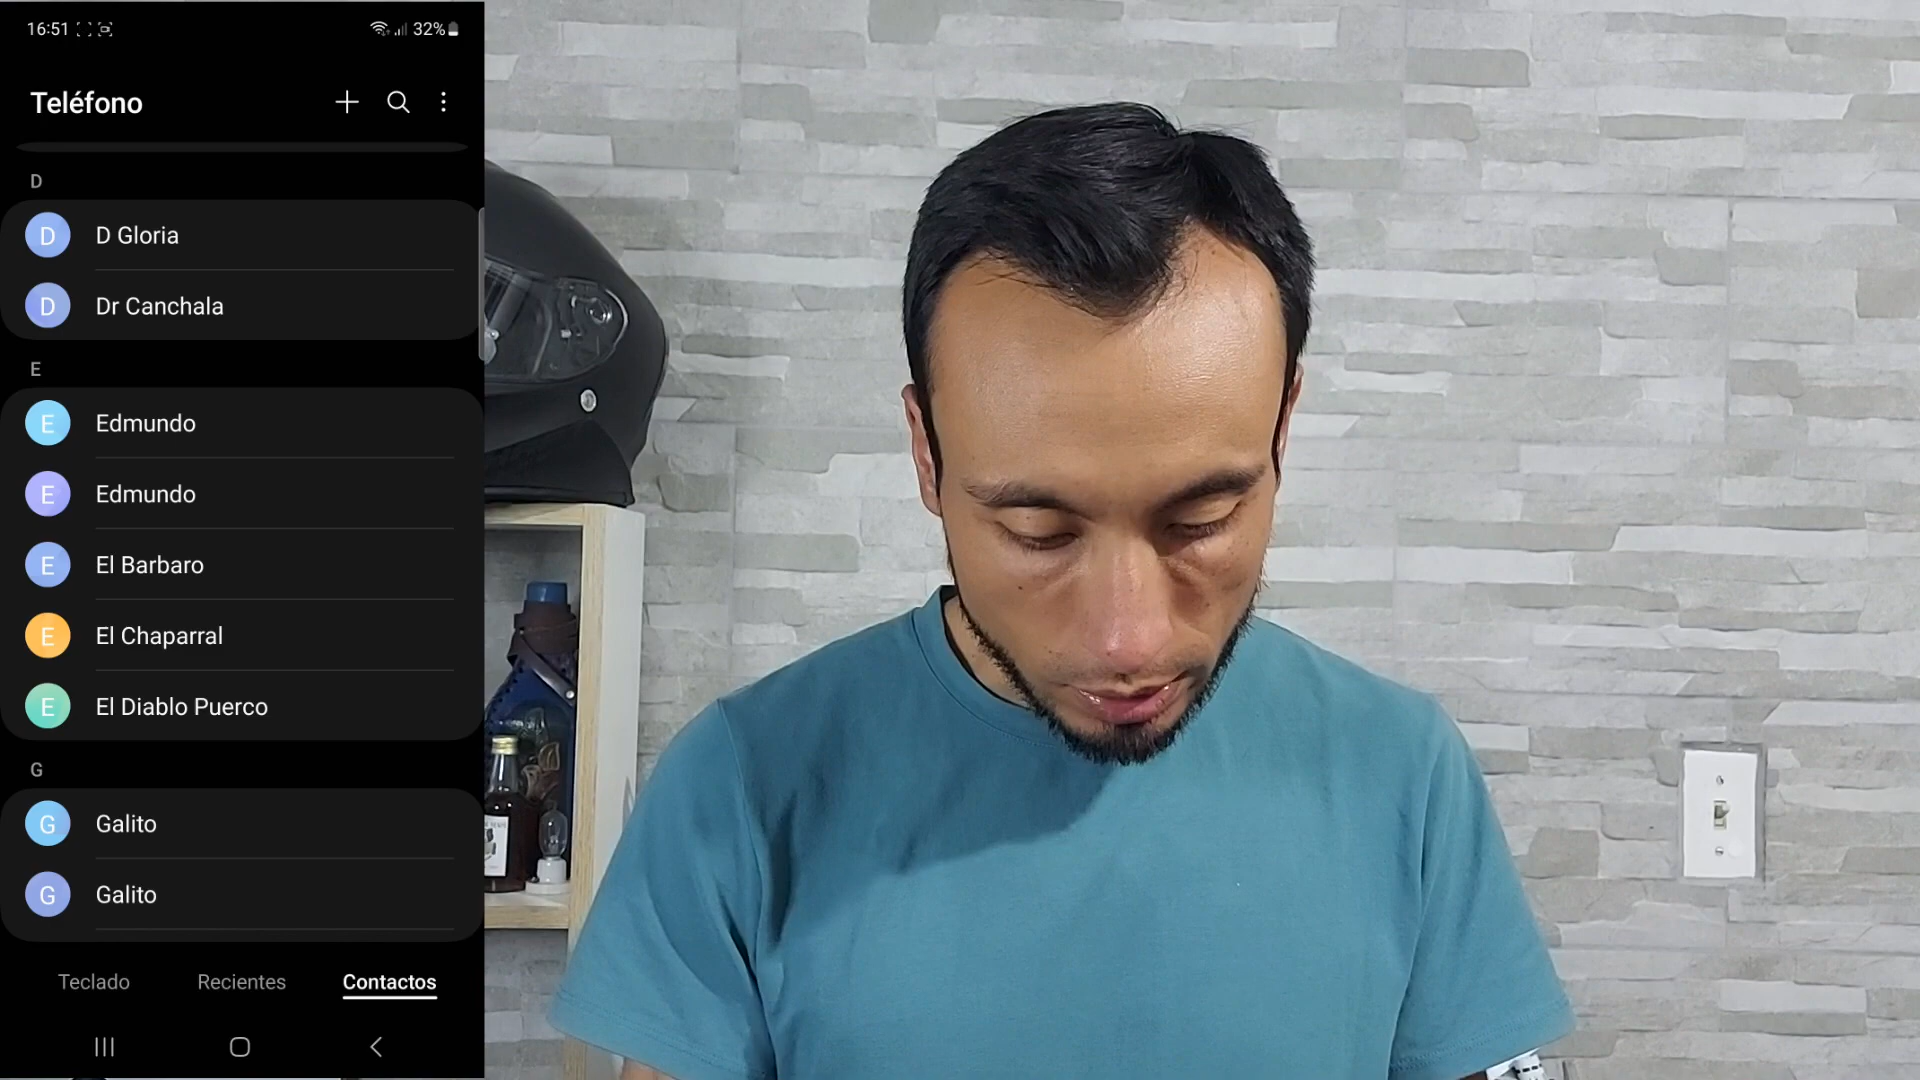 16:51
32%
Teléfono
D
D
D Gloria
D
Dr Canchala
E
E
Edmundo
E
Edmundo
E
El Barbaro
E
El Chaparral
E
El Diablo Puerco
G
G
Galito
G
Galito
Teclado
Recientes
Contactos